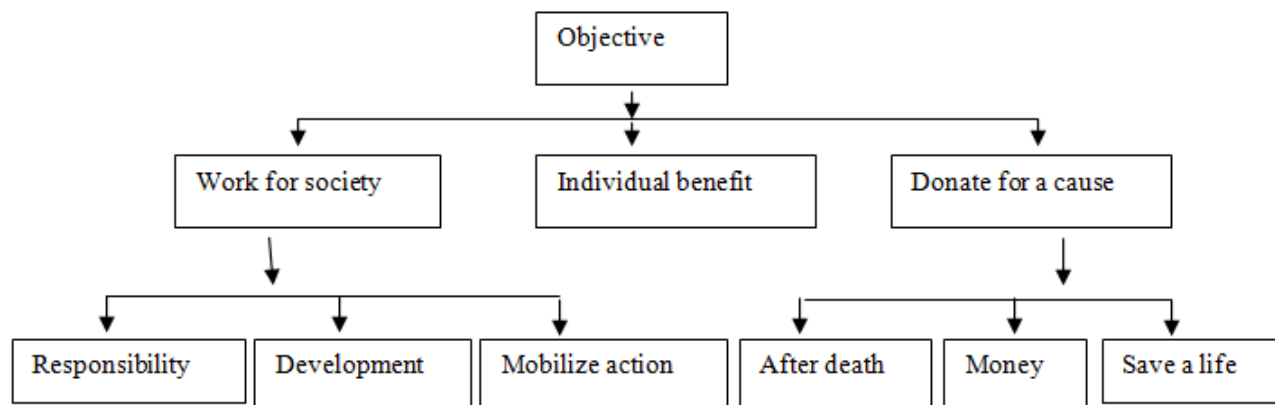 Objective
Work for society
Individual benefit
Donate for a cause
Responsibility
Development
Mobilize action
After death
Money
Save a life